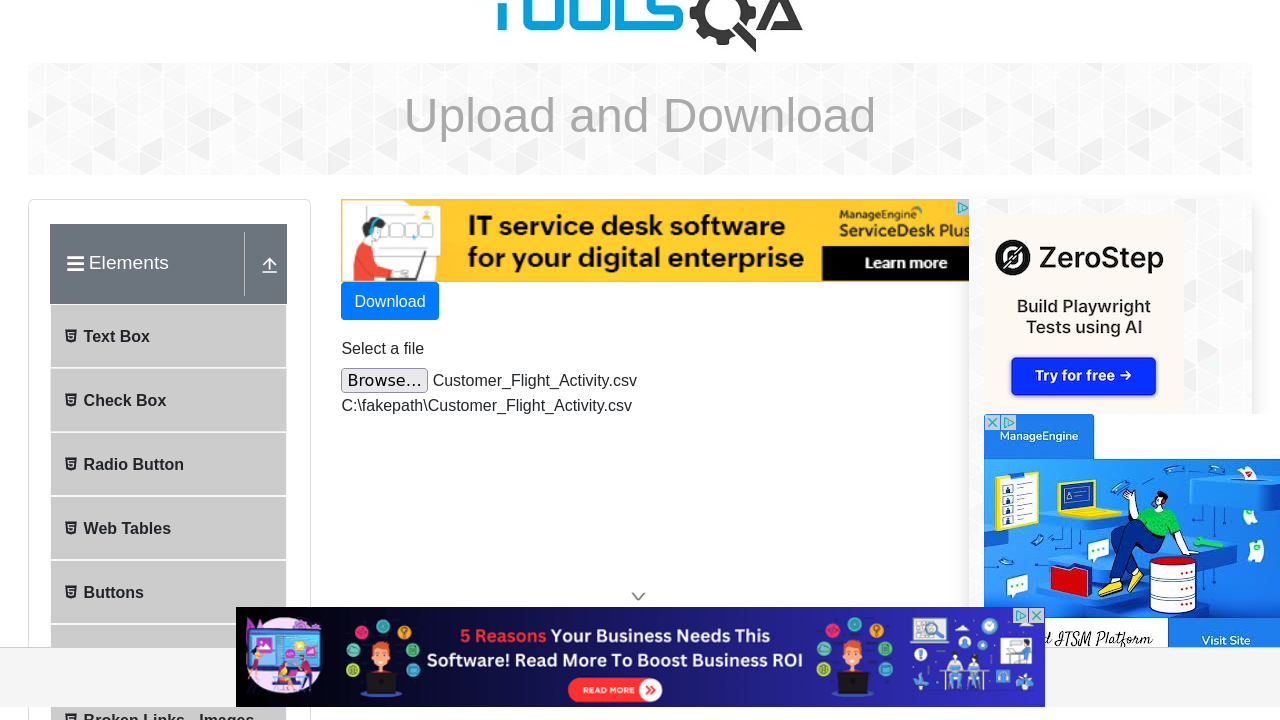 TOOLSQA
Upload and Download
Elements
Text Box
Check Box
Radio Button
Web Tables
Buttons
Broken Links - Images
IT service desk software
for your digital enterprise
ManageEngine
ServiceDesk Plus
Learn more
Download
Select a file
Browse… Customer_Flight_Activity.csv
C:\fakepath\Customer_Flight_Activity.csv
ZeroStep
Build Playwright
Tests using AI
Try for free →
ManageEngine
ITSM Platform
Visit Site
5 Reasons Your Business Needs This
Software! Read More To Boost Business ROI
READ MORE